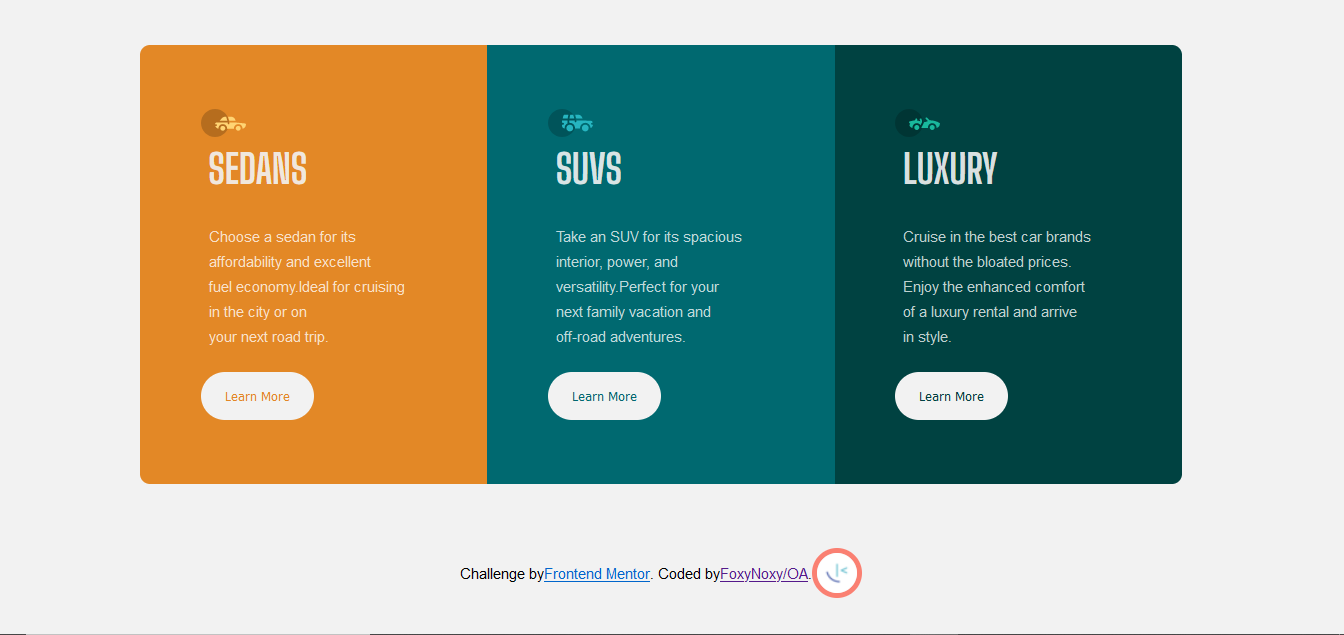 SEDANS
Choose a sedan for its
affordability and excellent
fuel economy.Ideal for cruising
in the city or on
your next road trip.
Learn More
SUVS
Take an SUV for its spacious
interior, power, and
versatility.Perfect for your
next family vacation and
off-road adventures.
Learn More
LUXURY
Cruise in the best car brands
without the bloated prices.
Enjoy the enhanced comfort
of a luxury rental and arrive
in style.
Learn More
Challenge byFrontend Mentor. Coded byFoxyNoxy/OA.